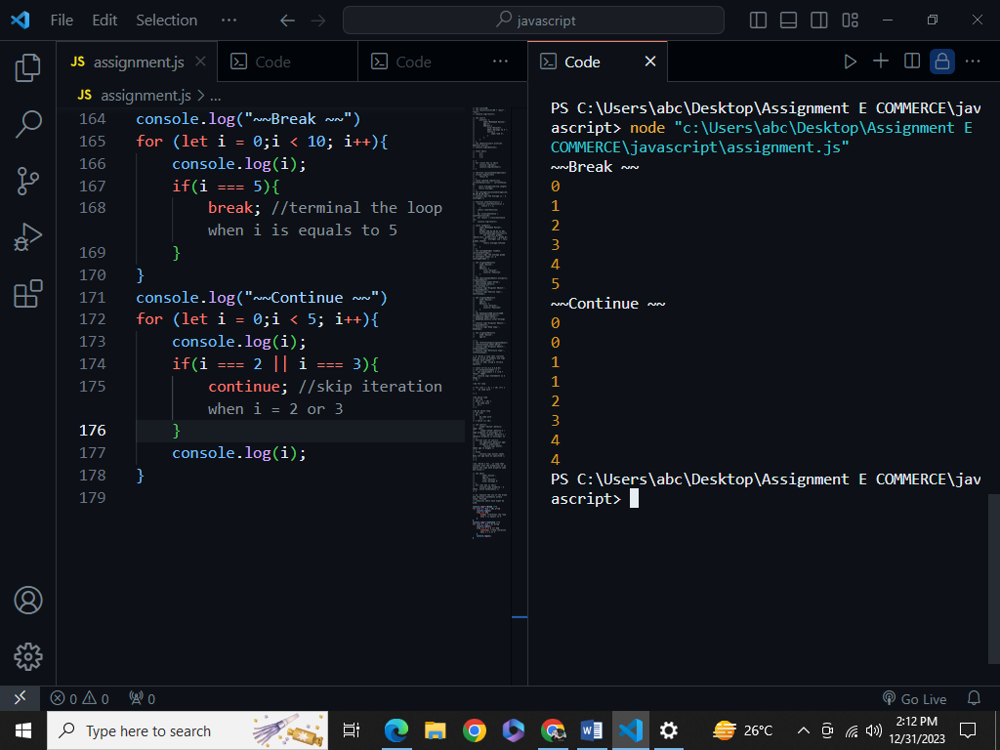 File Edit Selection ··· ← → javascript
JS assignment.js × Code Code ··· Code ×
JS assignment.js > ...
164 console.log("~~Break ~~")
165 for (let i = 0;i < 10; i++){
166 console.log(i);
167 if(i === 5){
168 break; //terminal the loop
when i is equals to 5
169 }
170 }
171 console.log("~~Continue ~~")
172 for (let i = 0;i < 5; i++){
173 console.log(i);
174 if(i === 2 || i === 3){
175 continue; //skip iteration
when i = 2 or 3
176 }
177 console.log(i);
178 }
179
PS C:\Users\abc\Desktop\Assignment E COMMERCE\jav
ascript> node "c:\Users\abc\Desktop\Assignment E
COMMERCE\javascript\assignment.js"
~~Break ~~
0
1
2
3
4
5
~~Continue ~~
0
0
1
1
2
3
4
4
PS C:\Users\abc\Desktop\Assignment E COMMERCE\jav
ascript>
0 0 0 Go Live
Type here to search 26°C 2:12 PM
12/31/2023